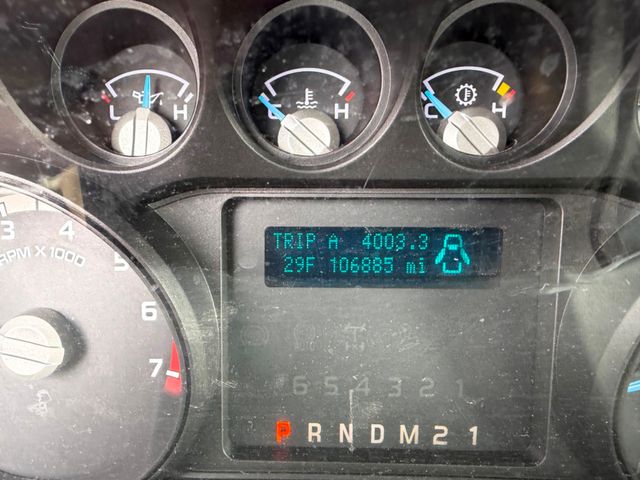 L H
C H
C H
3 4 5 6 7
RPM X 1000
TRIP A 4003.3
29F 106885 mi
6 5 4 3 2 1
P R N D M 2 1